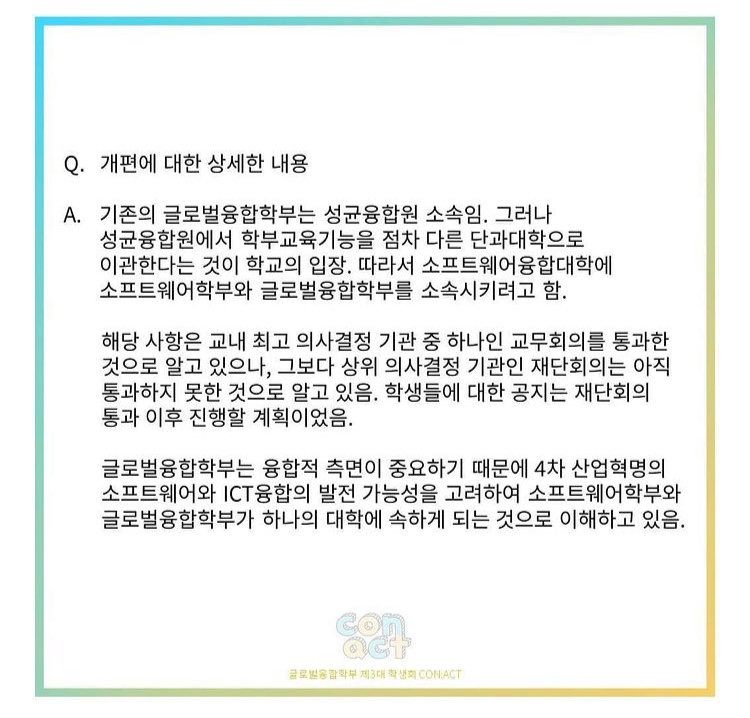 Q. 개편에 대한 상세한 내용
A. 기존의 글로벌융합학부는 성균융합원 소속임. 그러나
성균융합원에서 학부교육기능을 점차 다른 단과대학으로
이관한다는 것이 학교의 입장. 따라서 소프트웨어융합대학에
소프트웨어학부와 글로벌융합학부를 소속시키려고 함.
해당 사항은 교내 최고 의사결정 기관 중 하나인 교무회의를 통과한
것으로 알고 있으나, 그보다 상위 의사결정 기관인 재단회의는 아직
통과하지 못한 것으로 알고 있음. 학생들에 대한 공지는 재단회의
통과 이후 진행할 계획이었음.
글로벌융합학부는 융합적 측면이 중요하기 때문에 4차 산업혁명의
소프트웨어와 ICT융합의 발전 가능성을 고려하여 소프트웨어학부와
글로벌융합학부가 하나의 대학에 속하게 되는 것으로 이해하고 있음.
con
act
글로벌융합학부 제3대 학생회 CON:ACT